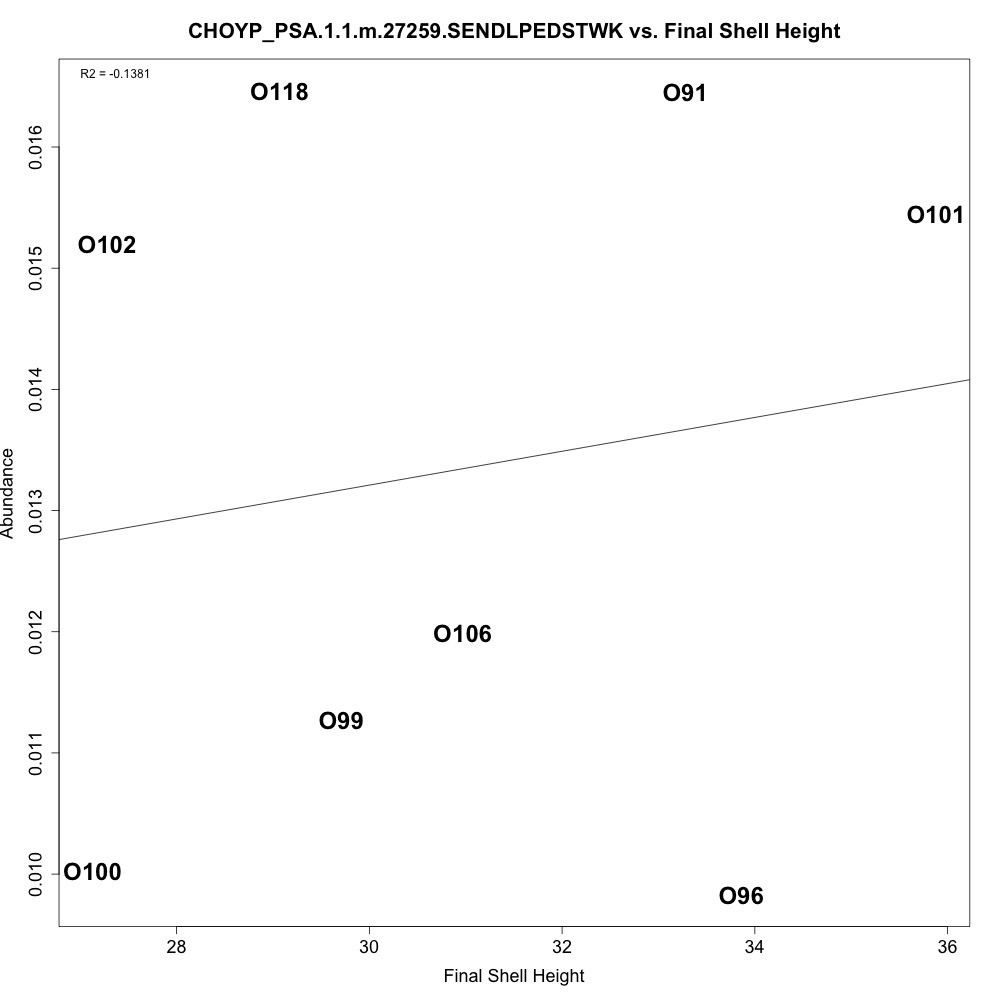 CHOYP_PSA.1.1.m.27259.SENDLPEDSTWK vs. Final Shell Height
R2 = -0.1381
O118
O91
O101
O102
O106
O99
O100
O96
0.016
0.015
0.014
0.013
0.012
0.011
0.010
Abundance
28 30 32 34 36
Final Shell Height